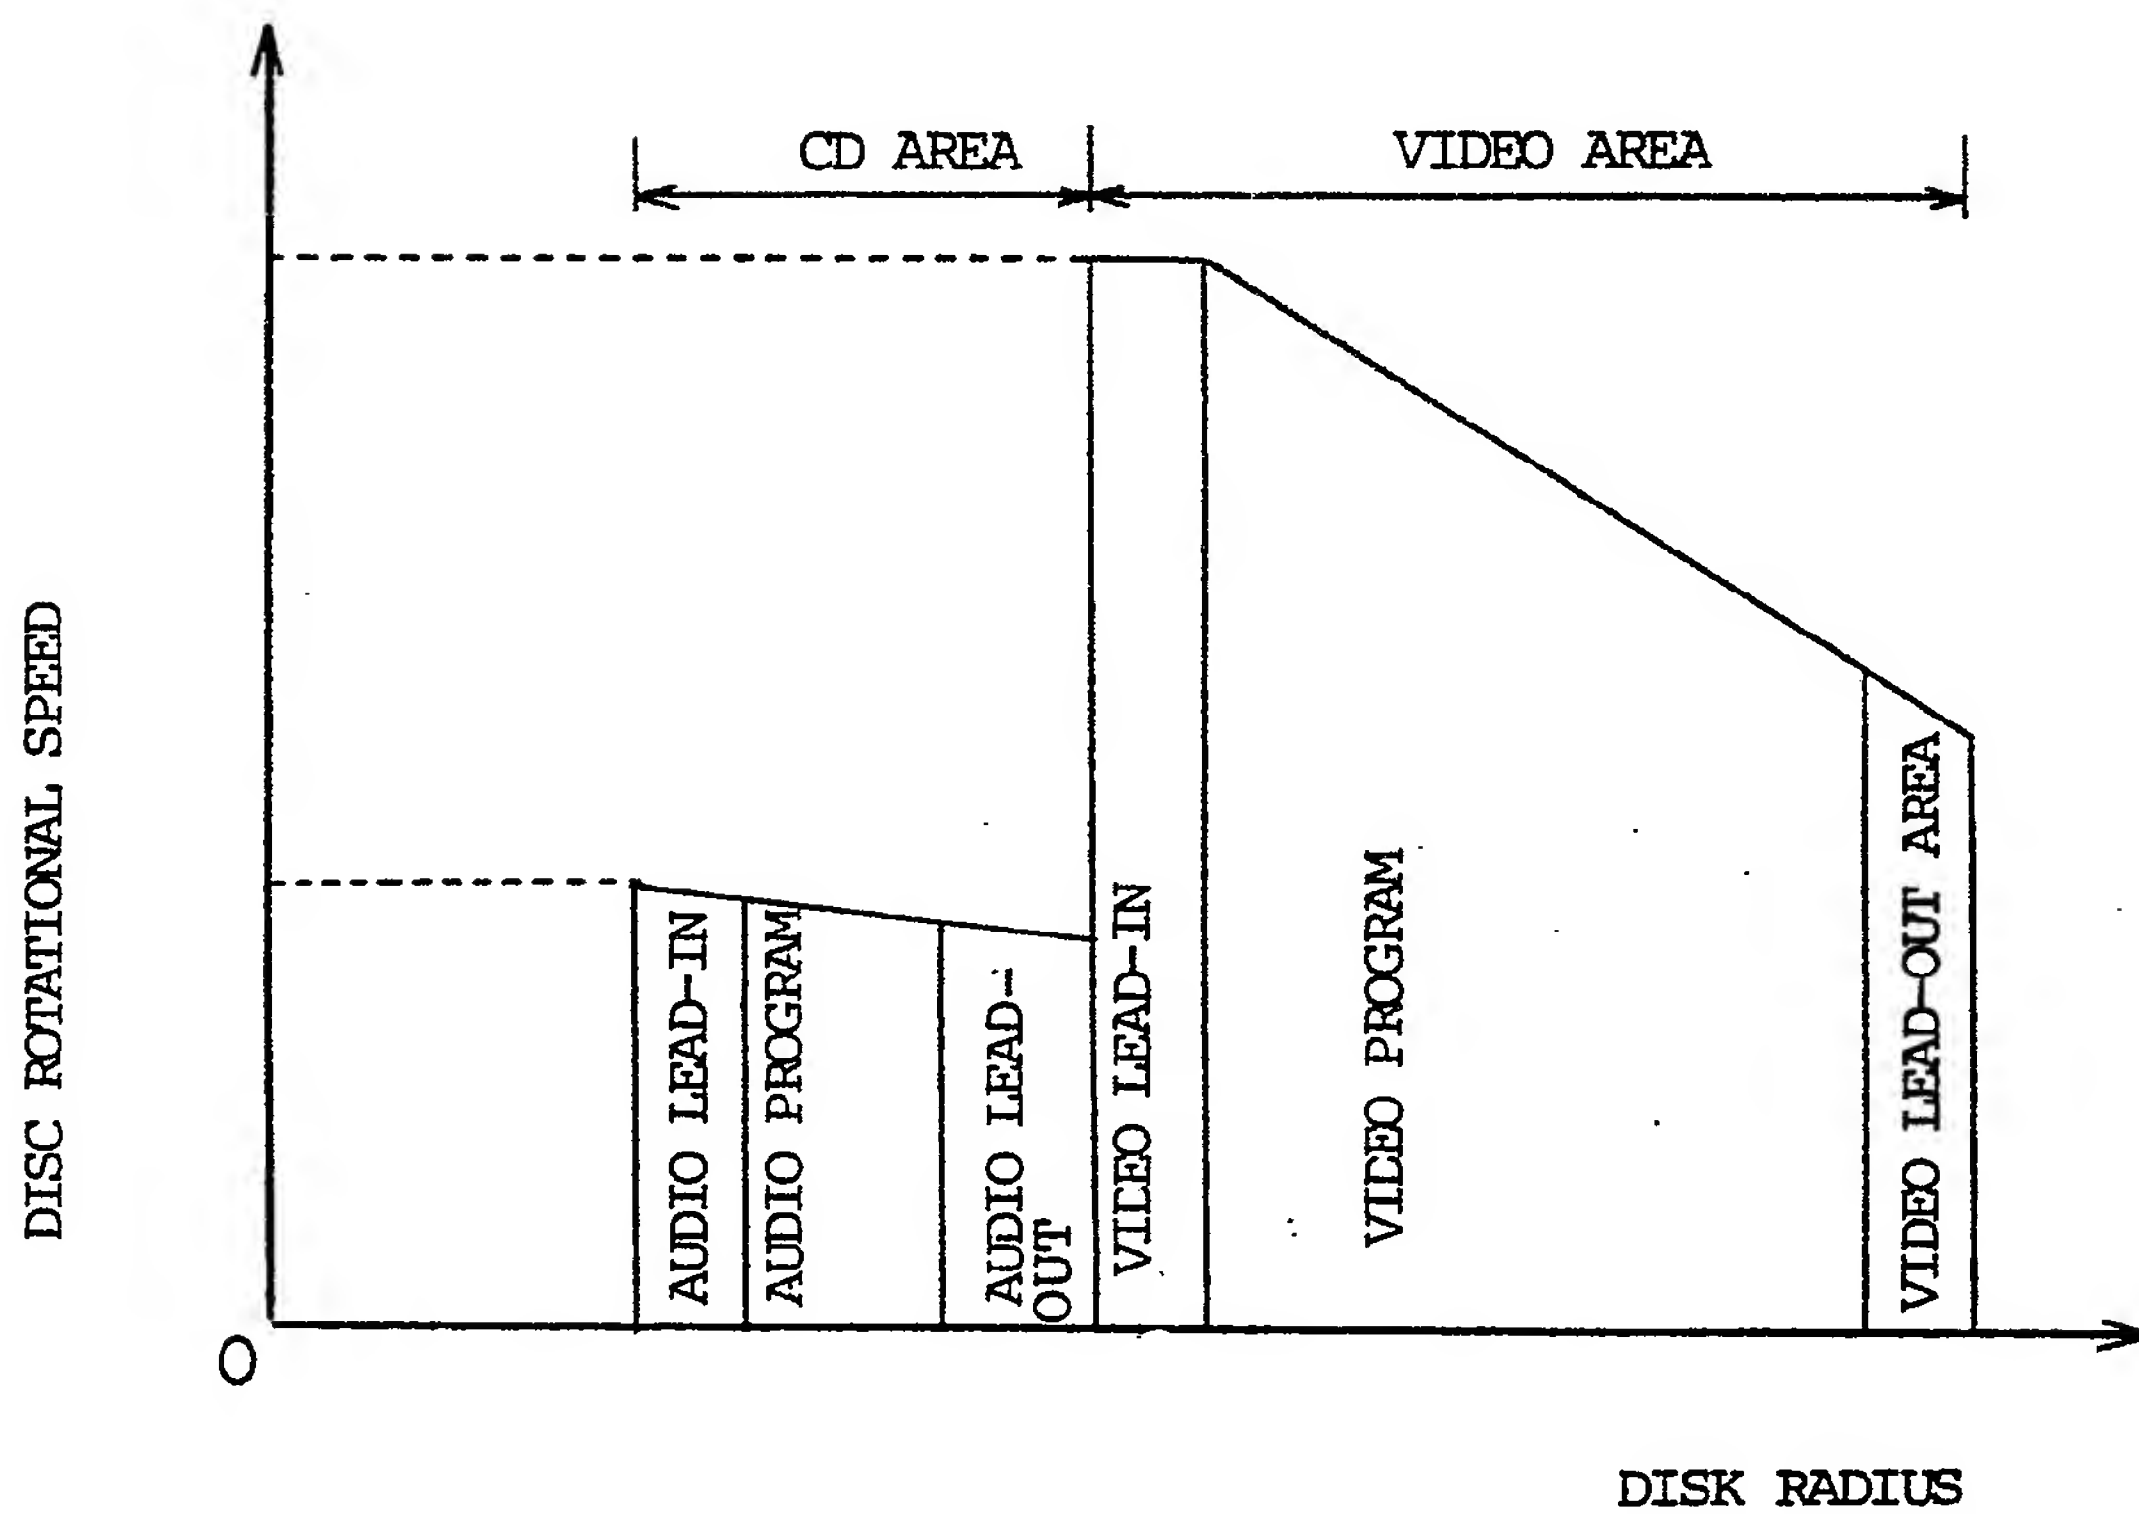 CD AREA
VIDEO AREA
DISC ROTATIONAL SPEED
AUDIO LEAD-IN
AUDIO PROGRAM
AUDIO LEAD-
OUT
VIDEO LEAD-IN
VIDEO PROGRAM
VIDEO LEAD-OUT AREA
O
DISK RADIUS